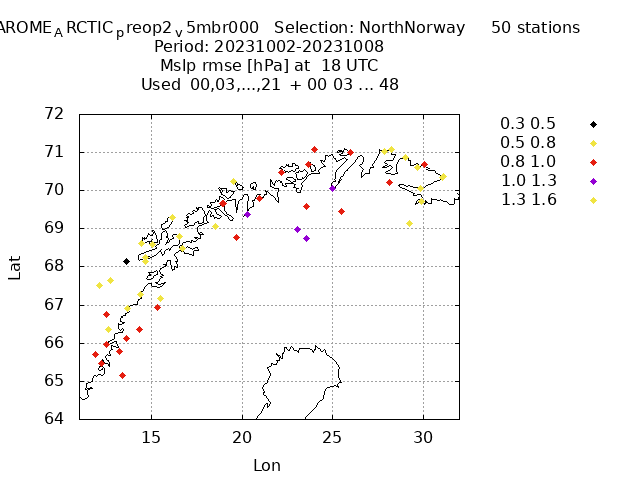 AROME_A RCTIC_p reop2_v 5mbr000 Selection: NorthNorway 50 stations
Period: 20231002-20231008
Mslp rmse [hPa] at 18 UTC
Used 00,03,...,21 + 00 03 ... 48
72
71
70
69
68
67
66
65
64
15 20 25 30
Lat
Lon
0.3 0.5
0.5 0.8
0.8 1.0
1.0 1.3
1.3 1.6